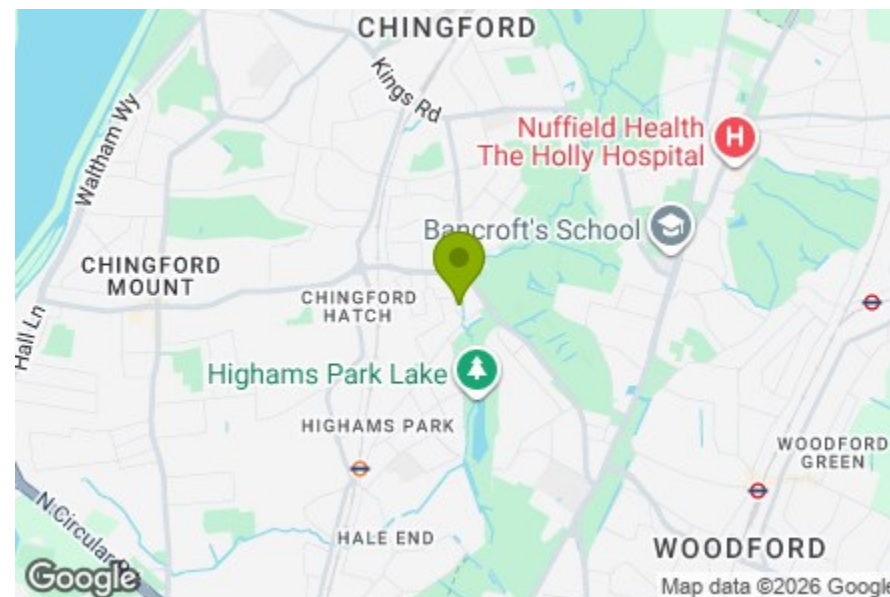 CHINGFORD
Kings Rd
Waltham Wy
Nuffield Health
The Holly Hospital
H
Bancroft's School
CHINGFORD
MOUNT
CHINGFORD
HATCH
Hall Ln
Highams Park Lake
HIGHAMS PARK
WOODFORD
GREEN
N Circular
HALE END
WOODFORD
Google
Map data ©2026 Google